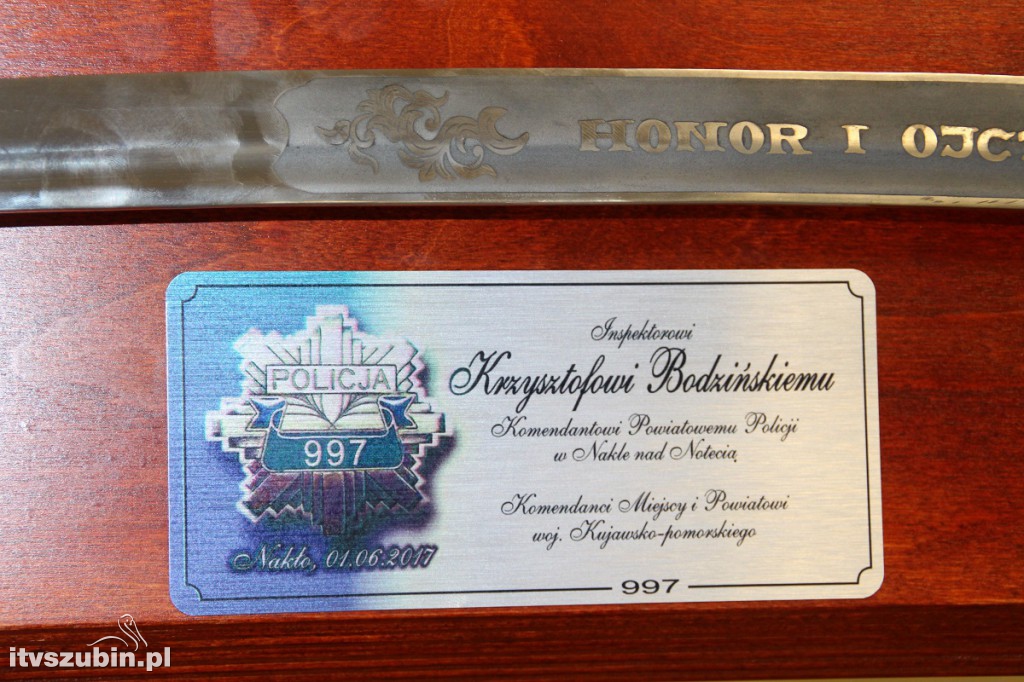 HONOR I OJC
POLICJA
997
Nakło, 01.06.2017
Inspektorowi
Krzysztofowi Bodzińskiemu
Komendantowi Powiatowemu Policji
w Nakle nad Notecią
Komendanci Miejscy i Powiatowi
woj. Kujawsko-pomorskiego
997
itvszubin.pl